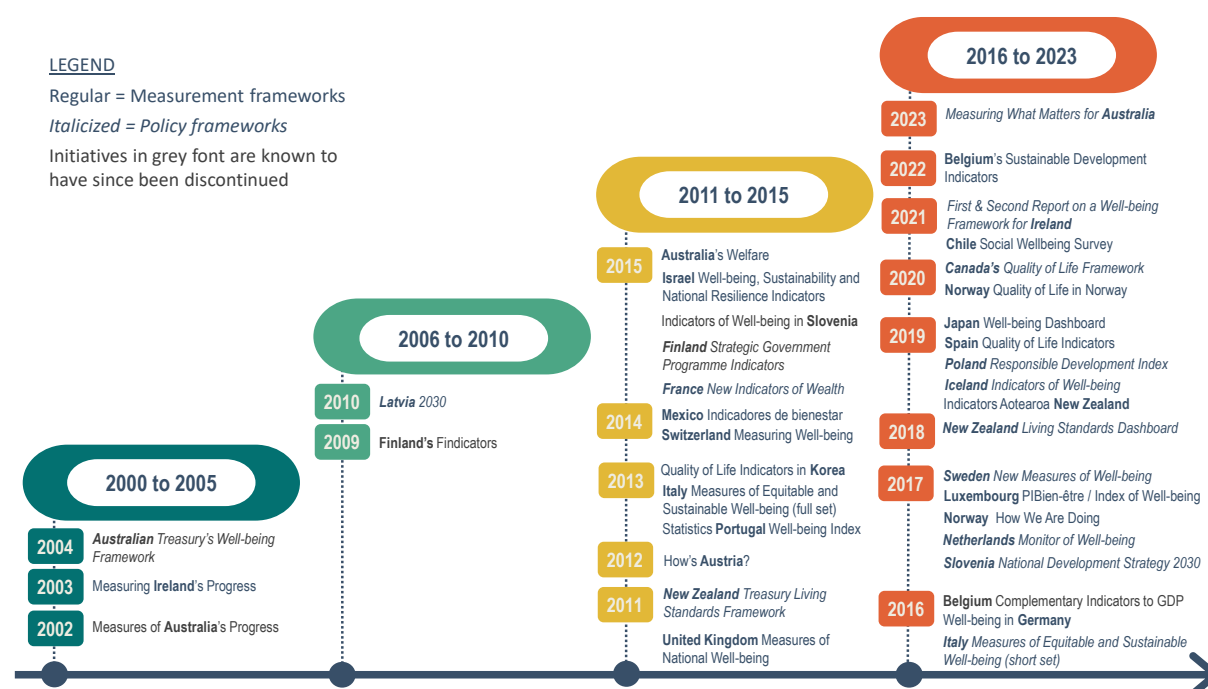 LEGEND
Regular = Measurement frameworks
Italicized = Policy frameworks
Initiatives in grey font are known to
have since been discontinued
2000 to 2005
2004
Australian Treasury's Well-being
Framework
2003
Measuring Ireland's Progress
2002
Measures of Australia's Progress
2006 to 2010
2010
Latvia 2030
2009
Finland's Findicators
2011 to 2015
2015
Australia's Welfare
Israel Well-being, Sustainability and
National Resilience Indicators
Indicators of Well-being in Slovenia
Finland Strategic Government
Programme Indicators
France New Indicators of Wealth
2014
Mexico Indicadores de bienestar
Switzerland Measuring Well-being
2013
Quality of Life Indicators in Korea
Italy Measures of Equitable and
Sustainable Well-being (full set)
Statistics Portugal Well-being Index
2012
How's Austria?
2011
New Zealand Treasury Living
Standards Framework
United Kingdom Measures of
National Well-being
2016 to 2023
2023
Measuring What Matters for Australia
2022
Belgium's Sustainable Development
Indicators
2021
First & Second Report on a Well-being
Framework for Ireland
Chile Social Wellbeing Survey
2020
Canada's Quality of Life Framework
Norway Quality of Life in Norway
2019
Japan Well-being Dashboard
Spain Quality of Life Indicators
Poland Responsible Development Index
Iceland Indicators of Well-being
Indicators Aotearoa New Zealand
2018
New Zealand Living Standards Dashboard
2017
Sweden New Measures of Well-being
Luxembourg PIBien-être / Index of Well-being
Norway How We Are Doing
Netherlands Monitor of Well-being
Slovenia National Development Strategy 2030
2016
Belgium Complementary Indicators to GDP
Well-being in Germany
Italy Measures of Equitable and Sustainable
Well-being (short set)